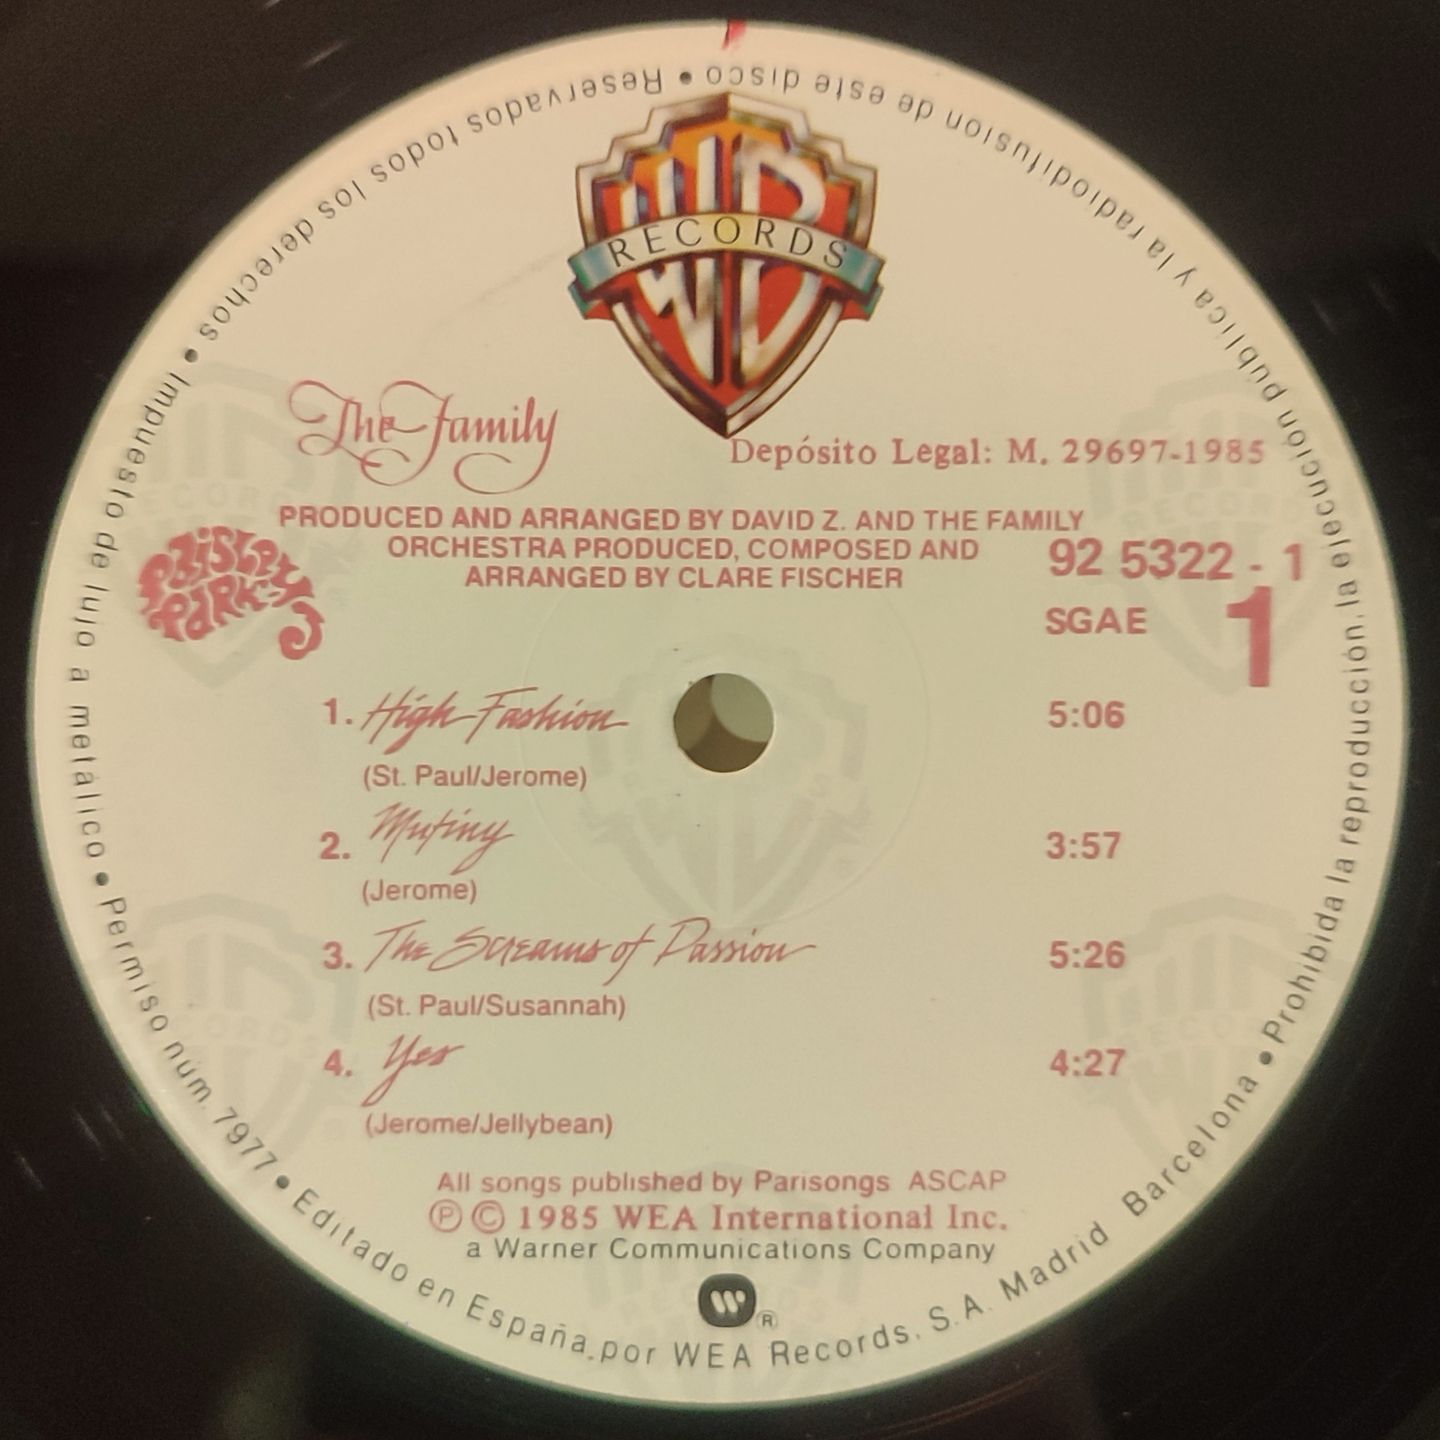 WB
RECORDS
The Family
Depósito Legal: M. 29697-1985
PRODUCED AND ARRANGED BY DAVID Z. AND THE FAMILY
ORCHESTRA PRODUCED, COMPOSED AND
ARRANGED BY CLARE FISCHER
PAISLEY
PARK
92 5322 - 1
SGAE
1
1. High Fashion 5:06
(St. Paul/Jerome)
2. Mutiny 3:57
(Jerome)
3. The Screams of Passion 5:26
(St. Paul/Susannah)
4. Yes 4:27
(Jerome/Jellybean)
All songs published by Parisongs ASCAP
Ⓟ © 1985 WEA International Inc.
a Warner Communications Company
W ®
Reservados todos los derechos • Impuesto de lujo a metálico • Permiso núm. 7977 • Editado en España por WEA Records, S.A. Madrid Barcelona • Prohibida la reproducción, la ejecución pública y la radiodifusión de este disco •